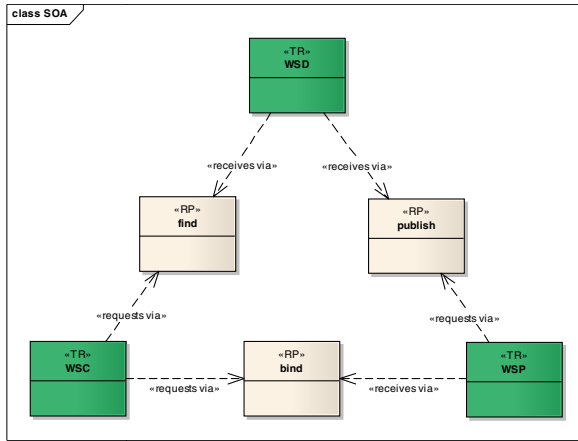 class SOA
«TR»
WSD
«receives via»
«receives via»
«RP»
find
«RP»
publish
«requests via»
«requests via»
«TR»
WSC
«RP»
bind
«TR»
WSP
«requests via»
«receives via»